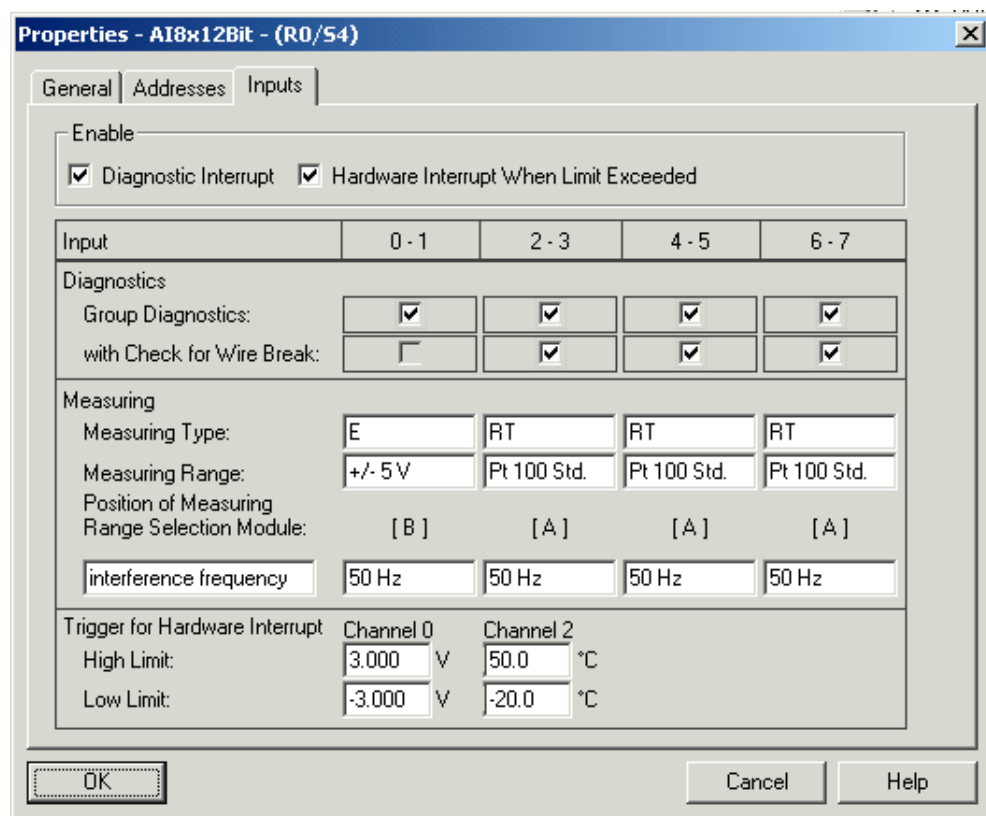 Properties - AI8x12Bit - (R0/S4)
General Addresses Inputs
Enable
Diagnostic Interrupt Hardware Interrupt When Limit Exceeded
Input 0 - 1 2 - 3 4 - 5 6 - 7
Diagnostics
Group Diagnostics:
with Check for Wire Break:
Measuring
Measuring Type: E RT RT RT
Measuring Range: +/- 5 V Pt 100 Std. Pt 100 Std. Pt 100 Std.
Position of Measuring
Range Selection Module: [ B ] [ A ] [ A ] [ A ]
interference frequency 50 Hz 50 Hz 50 Hz 50 Hz
Trigger for Hardware Interrupt Channel 0 Channel 2
High Limit: 3.000 V 50.0 °C
Low Limit: -3.000 V -20.0 °C
OK Cancel Help